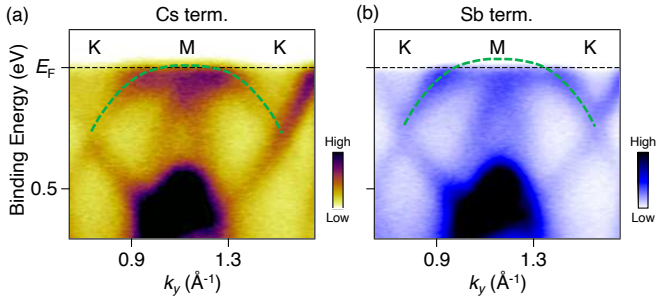 (a) Cs term. (b) Sb term.
K M K K M K
E_F
Binding Energy (eV)
0.5
High
Low
High
Low
0.9 1.3 0.9 1.3
k_y (Å⁻¹) k_y (Å⁻¹)